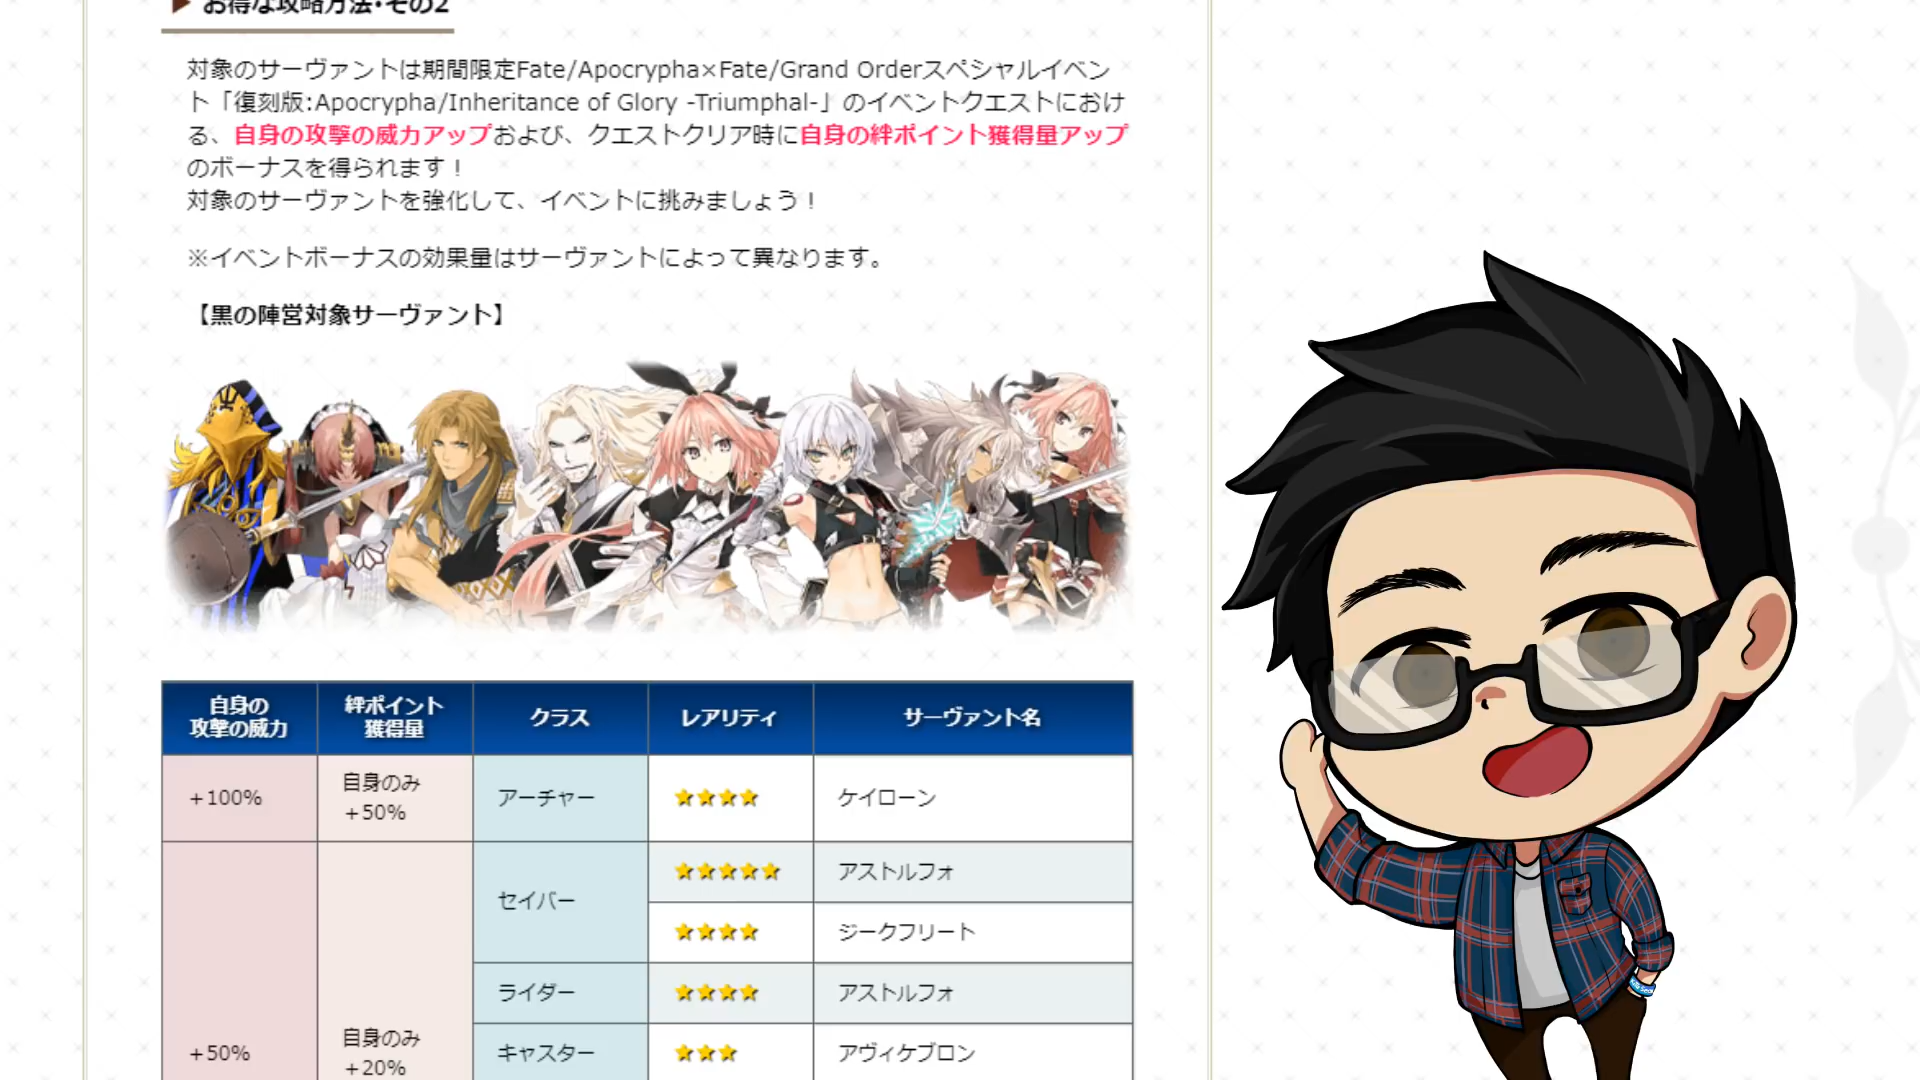 お得な攻略方法・その2
対象のサーヴァントは期間限定Fate/Apocrypha×Fate/Grand Orderスペシャルイベン
ト「復刻版:Apocrypha/Inheritance of Glory -Triumphal-」のイベントクエストにおけ
る、自身の攻撃の威力アップおよび、クエストクリア時に自身の絆ポイント獲得量アップ
のボーナスを得られます！
対象のサーヴァントを強化して、イベントに挑みましょう！
※イベントボーナスの効果量はサーヴァントによって異なります。
【黒の陣営対象サーヴァント】
自身の
攻撃の威力
絆ポイント
獲得量
クラス
レアリティ
サーヴァント名
+100%
自身のみ
+50%
アーチャー
★★★★
ケイローン
セイバー
★★★★★
アストルフォ
★★★★
ジークフリート
ライダー
★★★★
アストルフォ
+50%
自身のみ
+20%
キャスター
★★★
アヴィケブロン